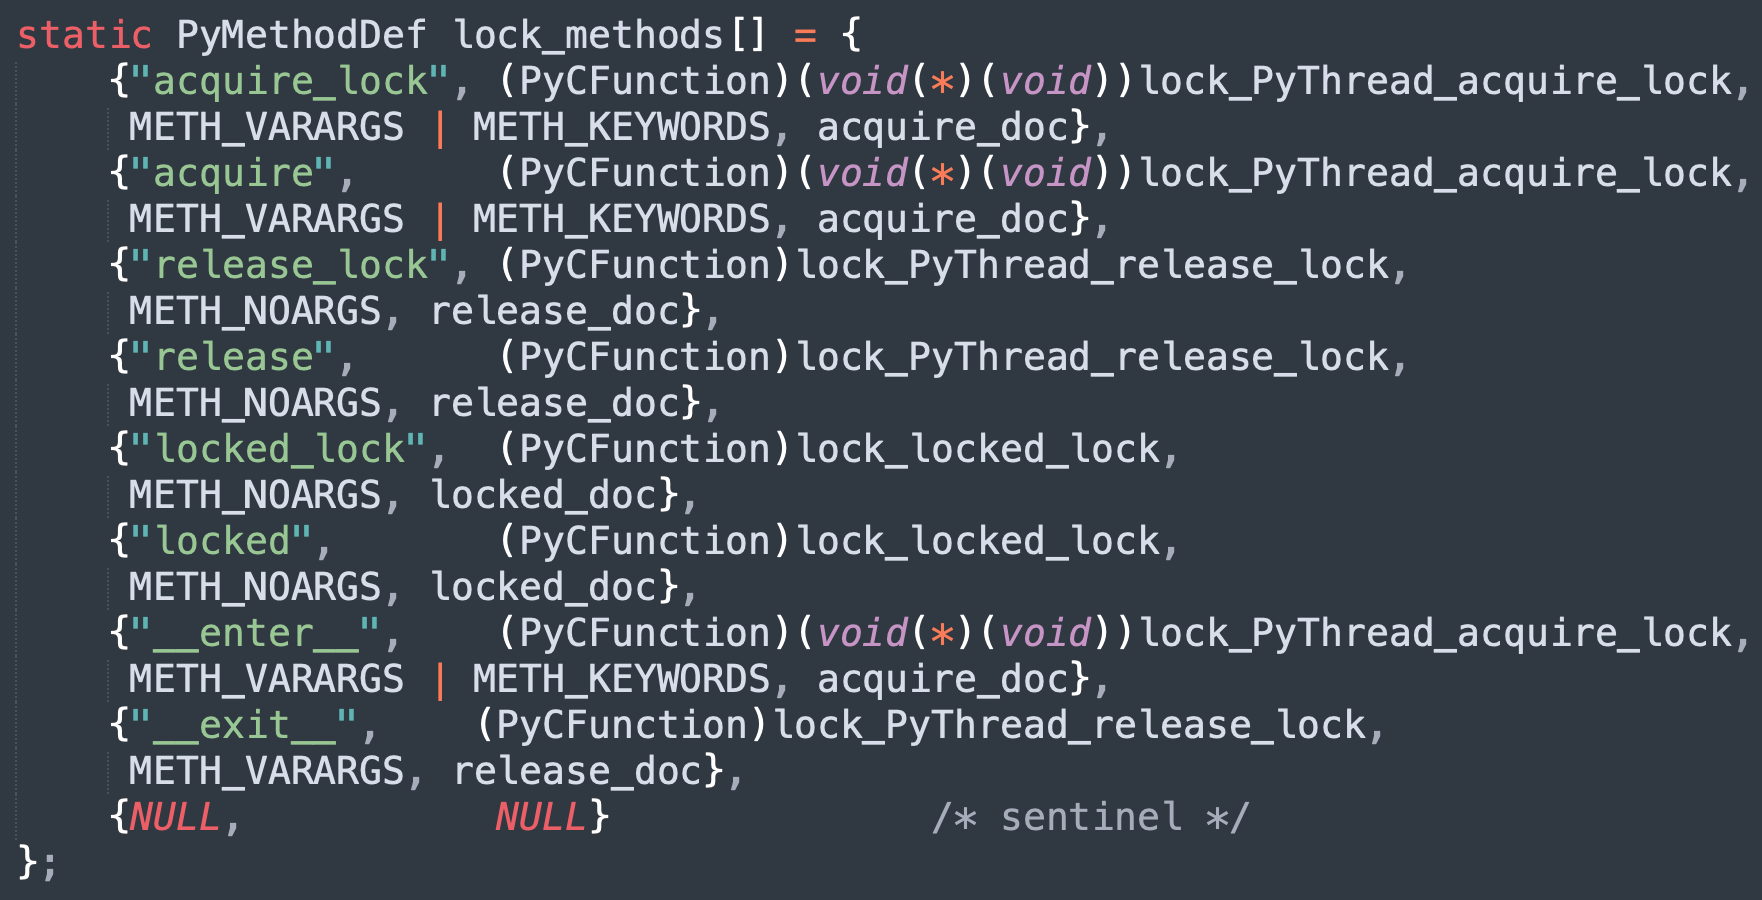 static PyMethodDef lock_methods[] = {
    {"acquire_lock", (PyCFunction)(void(*)(void))lock_PyThread_acquire_lock,
     METH_VARARGS | METH_KEYWORDS, acquire_doc},
    {"acquire",      (PyCFunction)(void(*)(void))lock_PyThread_acquire_lock,
     METH_VARARGS | METH_KEYWORDS, acquire_doc},
    {"release_lock", (PyCFunction)lock_PyThread_release_lock,
     METH_NOARGS, release_doc},
    {"release",      (PyCFunction)lock_PyThread_release_lock,
     METH_NOARGS, release_doc},
    {"locked_lock",  (PyCFunction)lock_locked_lock,
     METH_NOARGS, locked_doc},
    {"locked",       (PyCFunction)lock_locked_lock,
     METH_NOARGS, locked_doc},
    {"__enter__",    (PyCFunction)(void(*)(void))lock_PyThread_acquire_lock,
     METH_VARARGS | METH_KEYWORDS, acquire_doc},
    {"__exit__",    (PyCFunction)lock_PyThread_release_lock,
     METH_VARARGS, release_doc},
    {NULL,           NULL}              /* sentinel */
};